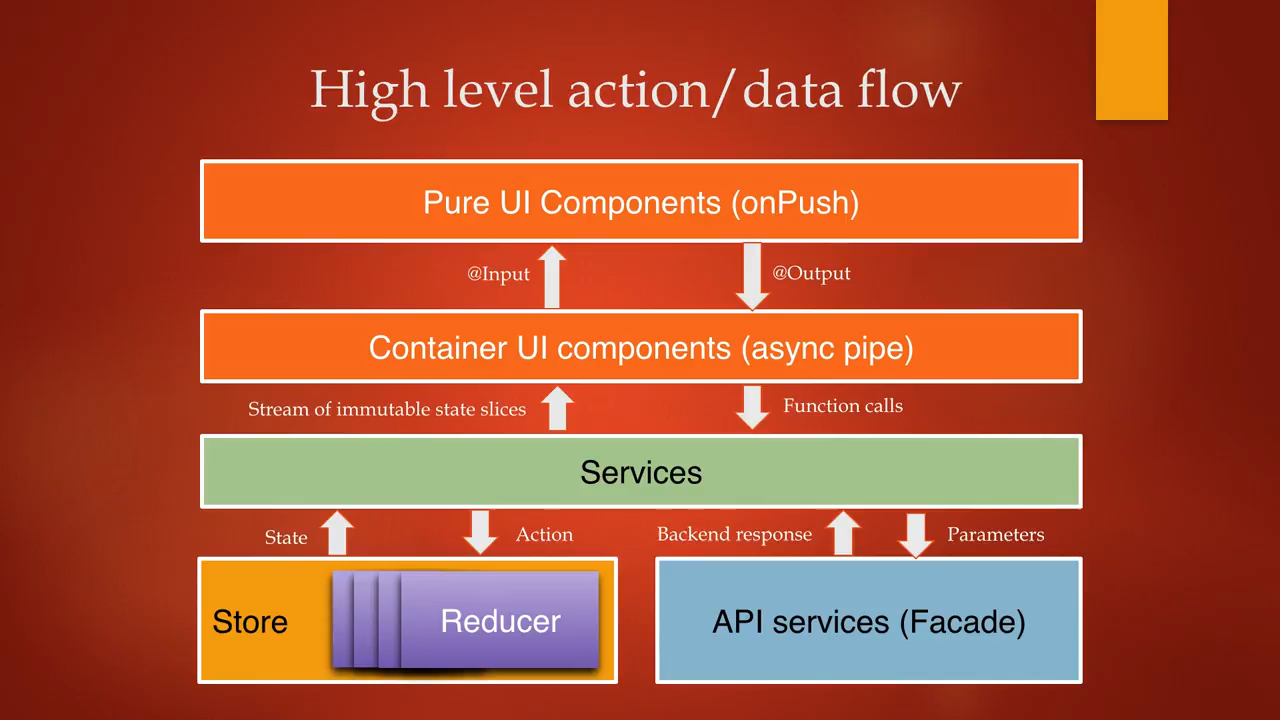 High level action/data flow
Pure UI Components (onPush)
@Input
@Output
Container UI components (async pipe)
Stream of immutable state slices
Function calls
Services
State
Action
Backend response
Parameters
Store
Reducer
API services (Facade)